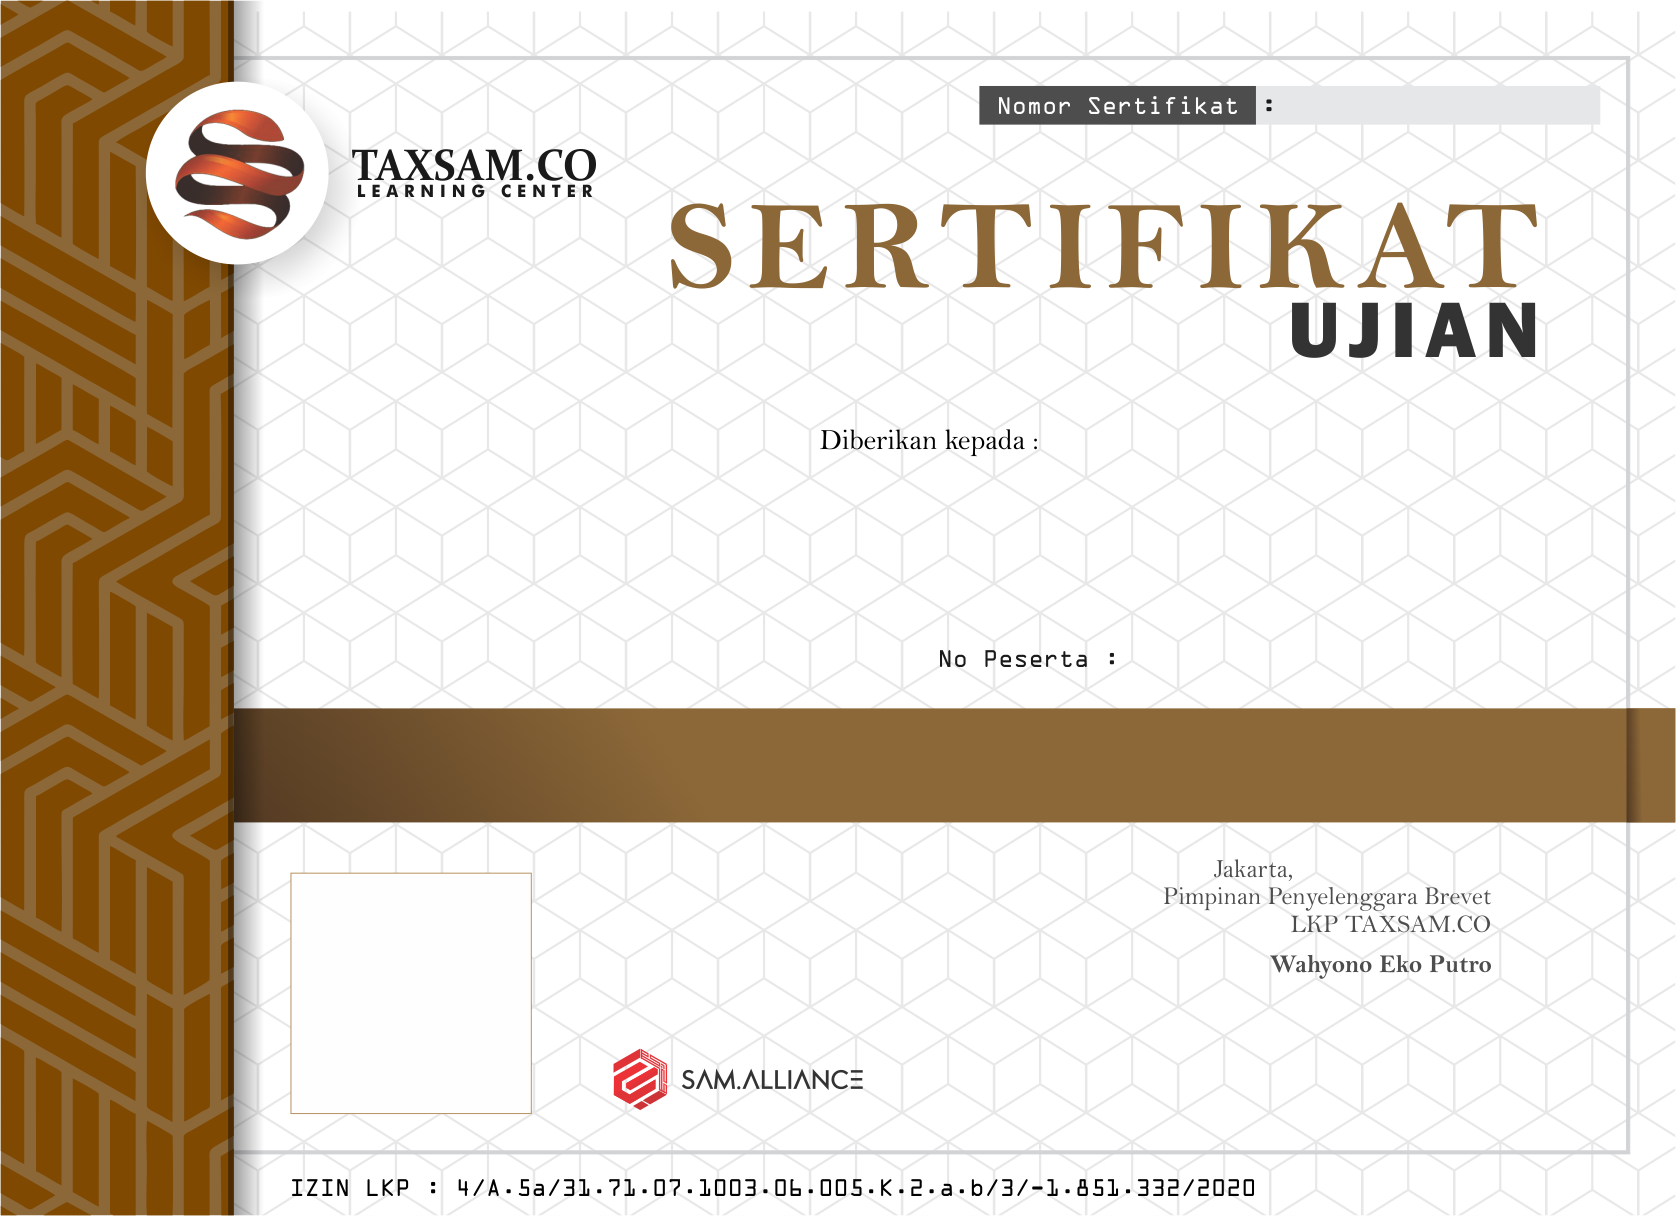 Nomor Sertifikat :
TAXSAM.CO
LEARNING CENTER
SERTIFIKAT
UJIAN
Diberikan kepada :
No Peserta :
Jakarta,
Pimpinan Penyelenggara Brevet
LKP TAXSAM.CO
Wahyono Eko Putro
SAM.ALLIANCE
IZIN LKP : 4/A.5a/31.71.07.1003.06.005.K.2.a.b/3/-1.851.332/2020